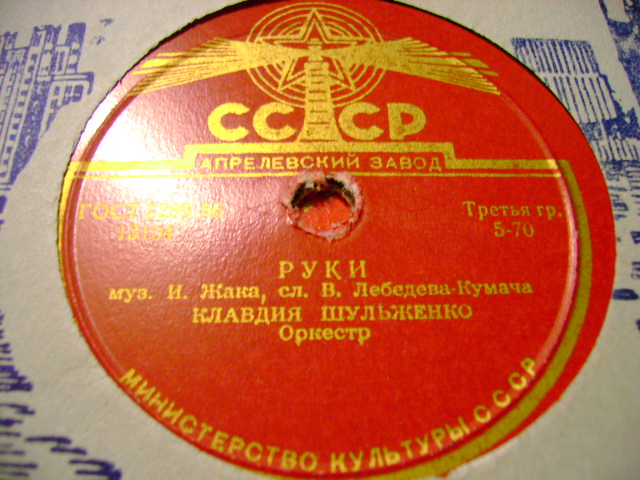 СССР
АПРЕЛЕВСКИЙ ЗАВОД
ГОСТ
Третья гр.
5-70
РУКИ
муз. И. Жака, сл. В. Лебедева-Кумача
КЛАВДИЯ ШУЛЬЖЕНКО
Оркестр
МИНИСТЕРСТВО КУЛЬТУРЫ СССР